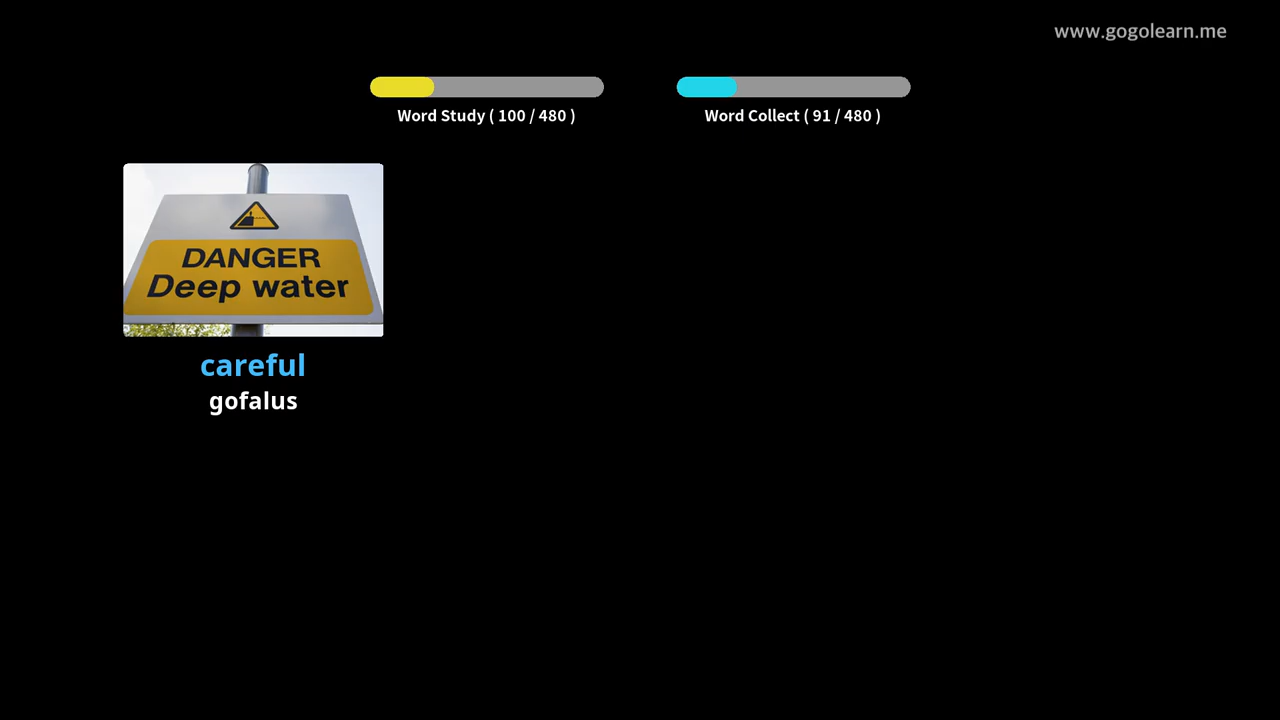 www.gogolearn.me
Word Study ( 100 / 480 )
Word Collect ( 91 / 480 )
DANGER
Deep water
careful
gofalus